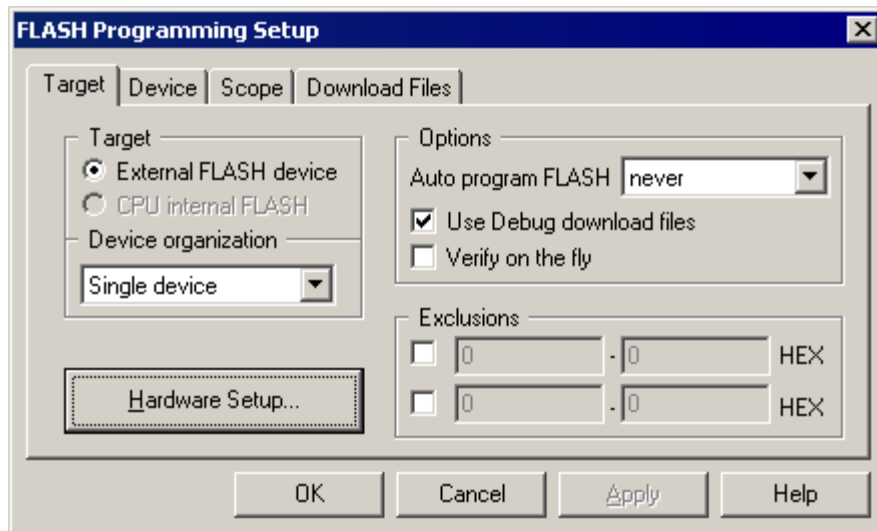 FLASH Programming Setup
Target Device Scope Download Files
Target
External FLASH device
CPU internal FLASH
Device organization
Single device
Hardware Setup...
Options
Auto program FLASH never
Use Debug download files
Verify on the fly
Exclusions
0 - 0 HEX
0 - 0 HEX
OK Cancel Apply Help